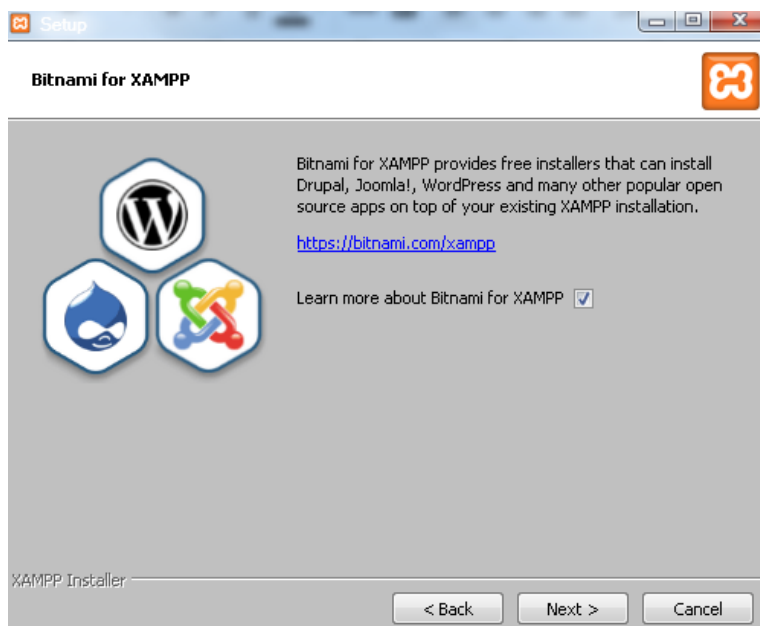 Setup
Bitnami for XAMPP
Bitnami for XAMPP provides free installers that can install
Drupal, Joomla!, WordPress and many other popular open
source apps on top of your existing XAMPP installation.
https://bitnami.com/xampp
Learn more about Bitnami for XAMPP
XAMPP Installer
< Back
Next >
Cancel